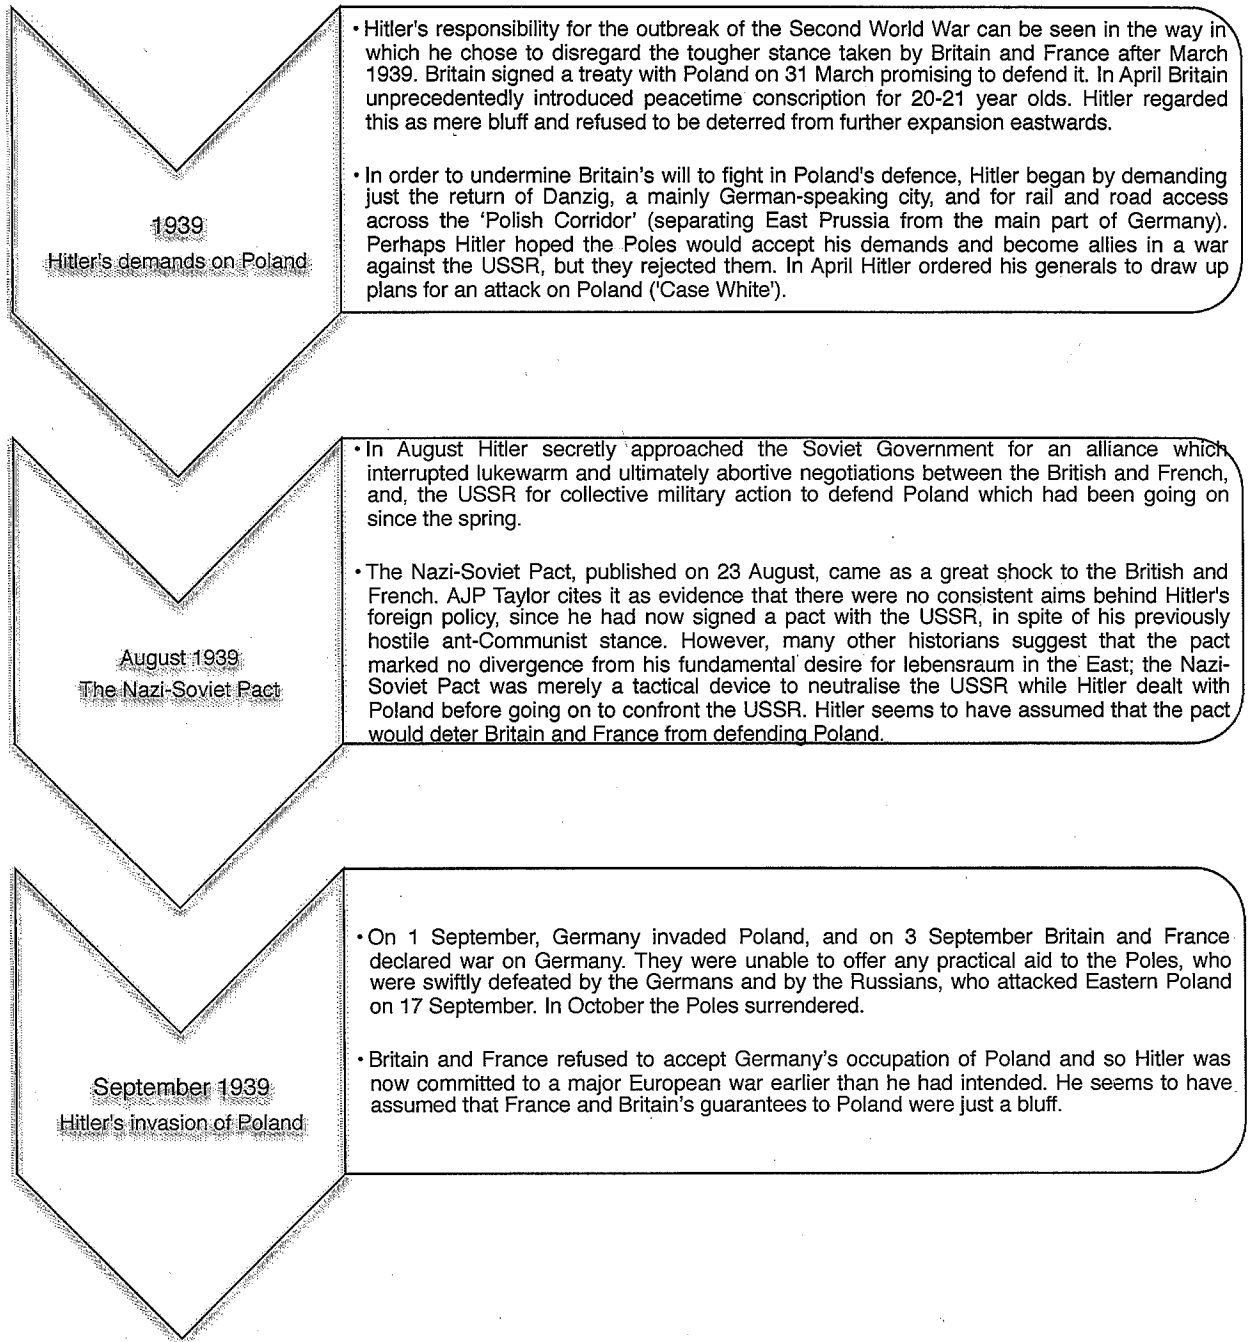 1939
Hitler's demands on Poland
• Hitler's responsibility for the outbreak of the Second World War can be seen in the way in
which he chose to disregard the tougher stance taken by Britain and France after March
1939. Britain signed a treaty with Poland on 31 March promising to defend it. In April Britain
unprecedentedly introduced peacetime conscription for 20-21 year olds. Hitler regarded
this as mere bluff and refused to be deterred from further expansion eastwards.
• In order to undermine Britain's will to fight in Poland's defence, Hitler began by demanding
just the return of Danzig, a mainly German-speaking city, and for rail and road access
across the 'Polish Corridor' (separating East Prussia from the main part of Germany).
Perhaps Hitler hoped the Poles would accept his demands and become allies in a war
against the USSR, but they rejected them. In April Hitler ordered his generals to draw up
plans for an attack on Poland ('Case White').
August 1939
The Nazi-Soviet Pact
• In August Hitler secretly approached the Soviet Government for an alliance which
interrupted lukewarm and ultimately abortive negotiations between the British and French,
and, the USSR for collective military action to defend Poland which had been going on
since the spring.
• The Nazi-Soviet Pact, published on 23 August, came as a great shock to the British and
French. AJP Taylor cites it as evidence that there were no consistent aims behind Hitler's
foreign policy, since he had now signed a pact with the USSR, in spite of his previously
hostile ant-Communist stance. However, many other historians suggest that the pact
marked no divergence from his fundamental desire for lebensraum in the East; the Nazi-
Soviet Pact was merely a tactical device to neutralise the USSR while Hitler dealt with
Poland before going on to confront the USSR. Hitler seems to have assumed that the pact
would deter Britain and France from defending Poland.
September 1939
Hitler's invasion of Poland
• On 1 September, Germany invaded Poland, and on 3 September Britain and France
declared war on Germany. They were unable to offer any practical aid to the Poles, who
were swiftly defeated by the Germans and by the Russians, who attacked Eastern Poland
on 17 September. In October the Poles surrendered.
• Britain and France refused to accept Germany's occupation of Poland and so Hitler was
now committed to a major European war earlier than he had intended. He seems to have
assumed that France and Britain's guarantees to Poland were just a bluff.